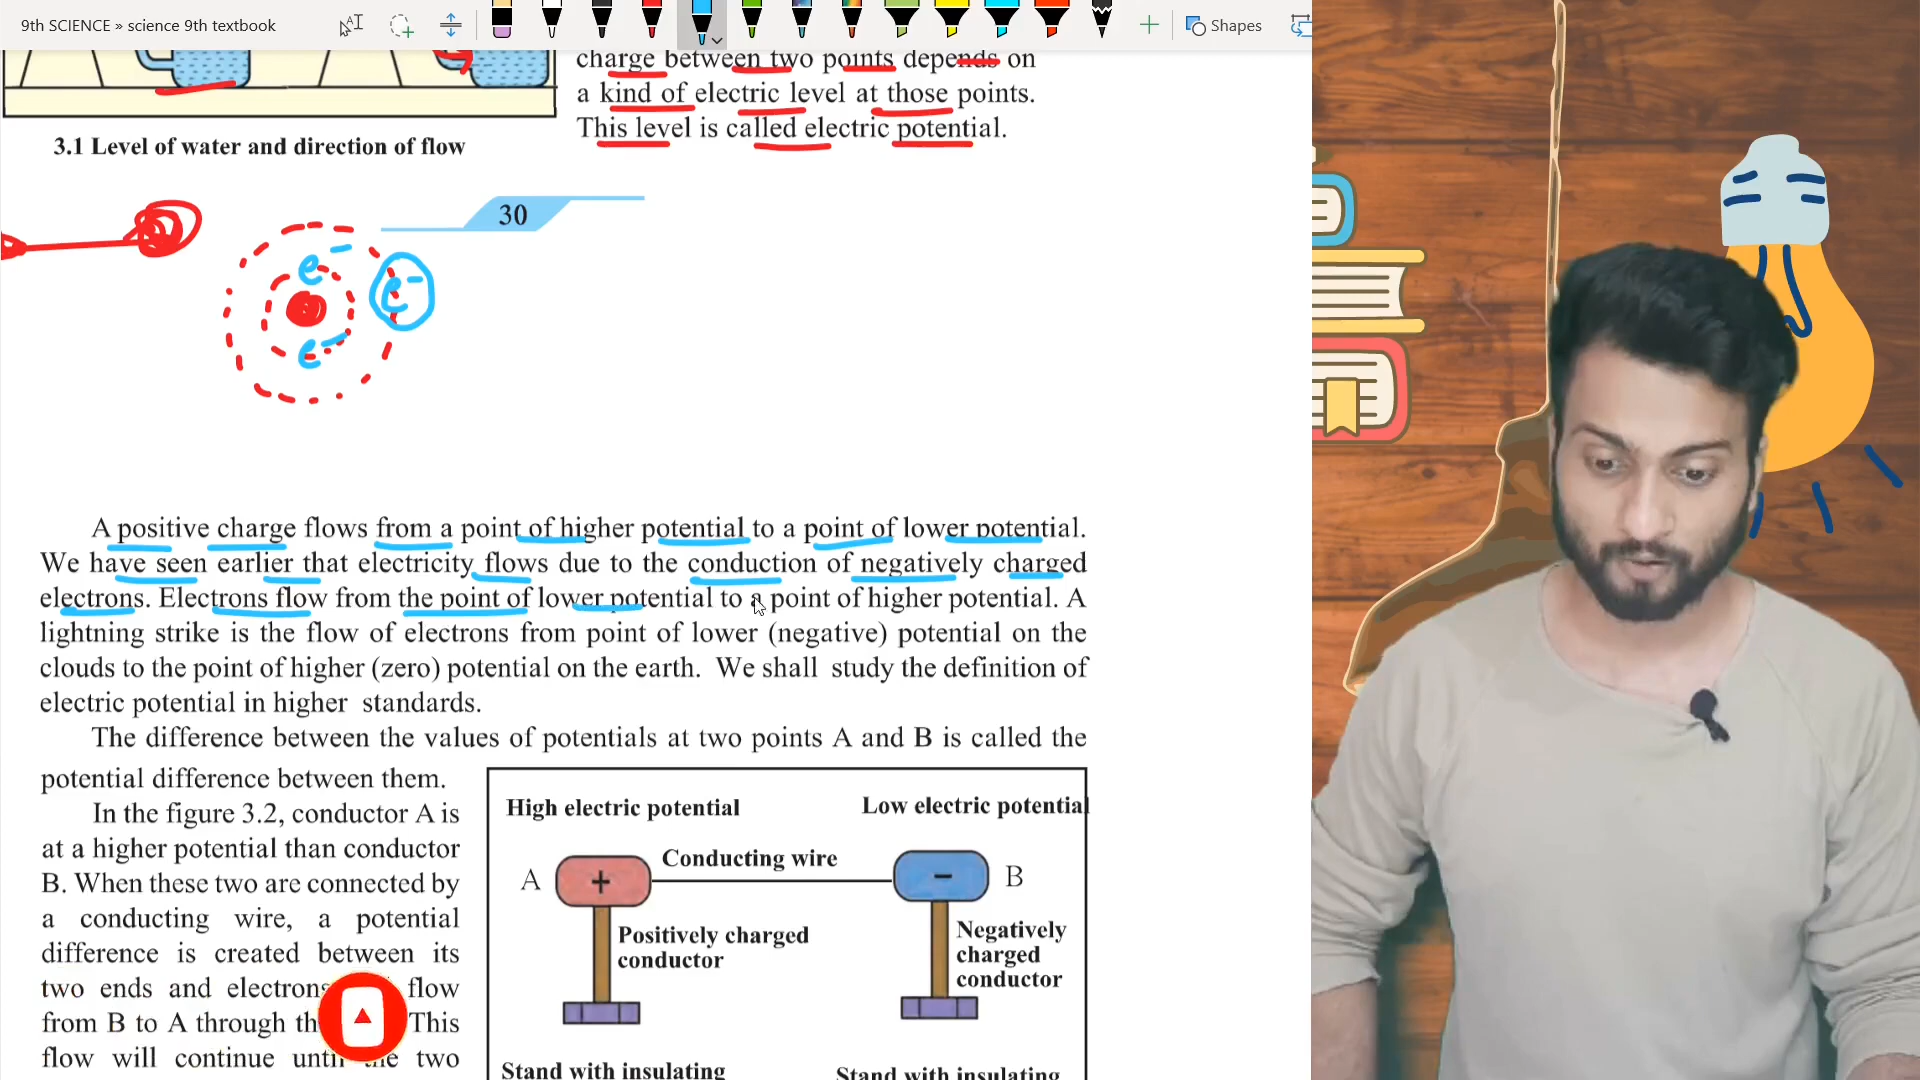 9th SCIENCE » science 9th textbook
Shapes
charge between two points depends on
a kind of electric level at those points.
This level is called electric potential.
3.1 Level of water and direction of flow
30
e-
e-
e-
A positive charge flows from a point of higher potential to a point of lower potential.
We have seen earlier that electricity flows due to the conduction of negatively charged
electrons. Electrons flow from the point of lower potential to a point of higher potential. A
lightning strike is the flow of electrons from point of lower (negative) potential on the
clouds to the point of higher (zero) potential on the earth. We shall study the definition of
electric potential in higher standards.
The difference between the values of potentials at two points A and B is called the
potential difference between them.
In the figure 3.2, conductor A is
at a higher potential than conductor
B. When these two are connected by
a conducting wire, a potential
difference is created between its
two ends and electrons flow
from B to A through This
flow will continue two
High electric potential
Low electric potential
Conducting wire
A
+
-
B
Positively charged
conductor
Negatively
charged
conductor
Stand with insulating
Stand with insulating